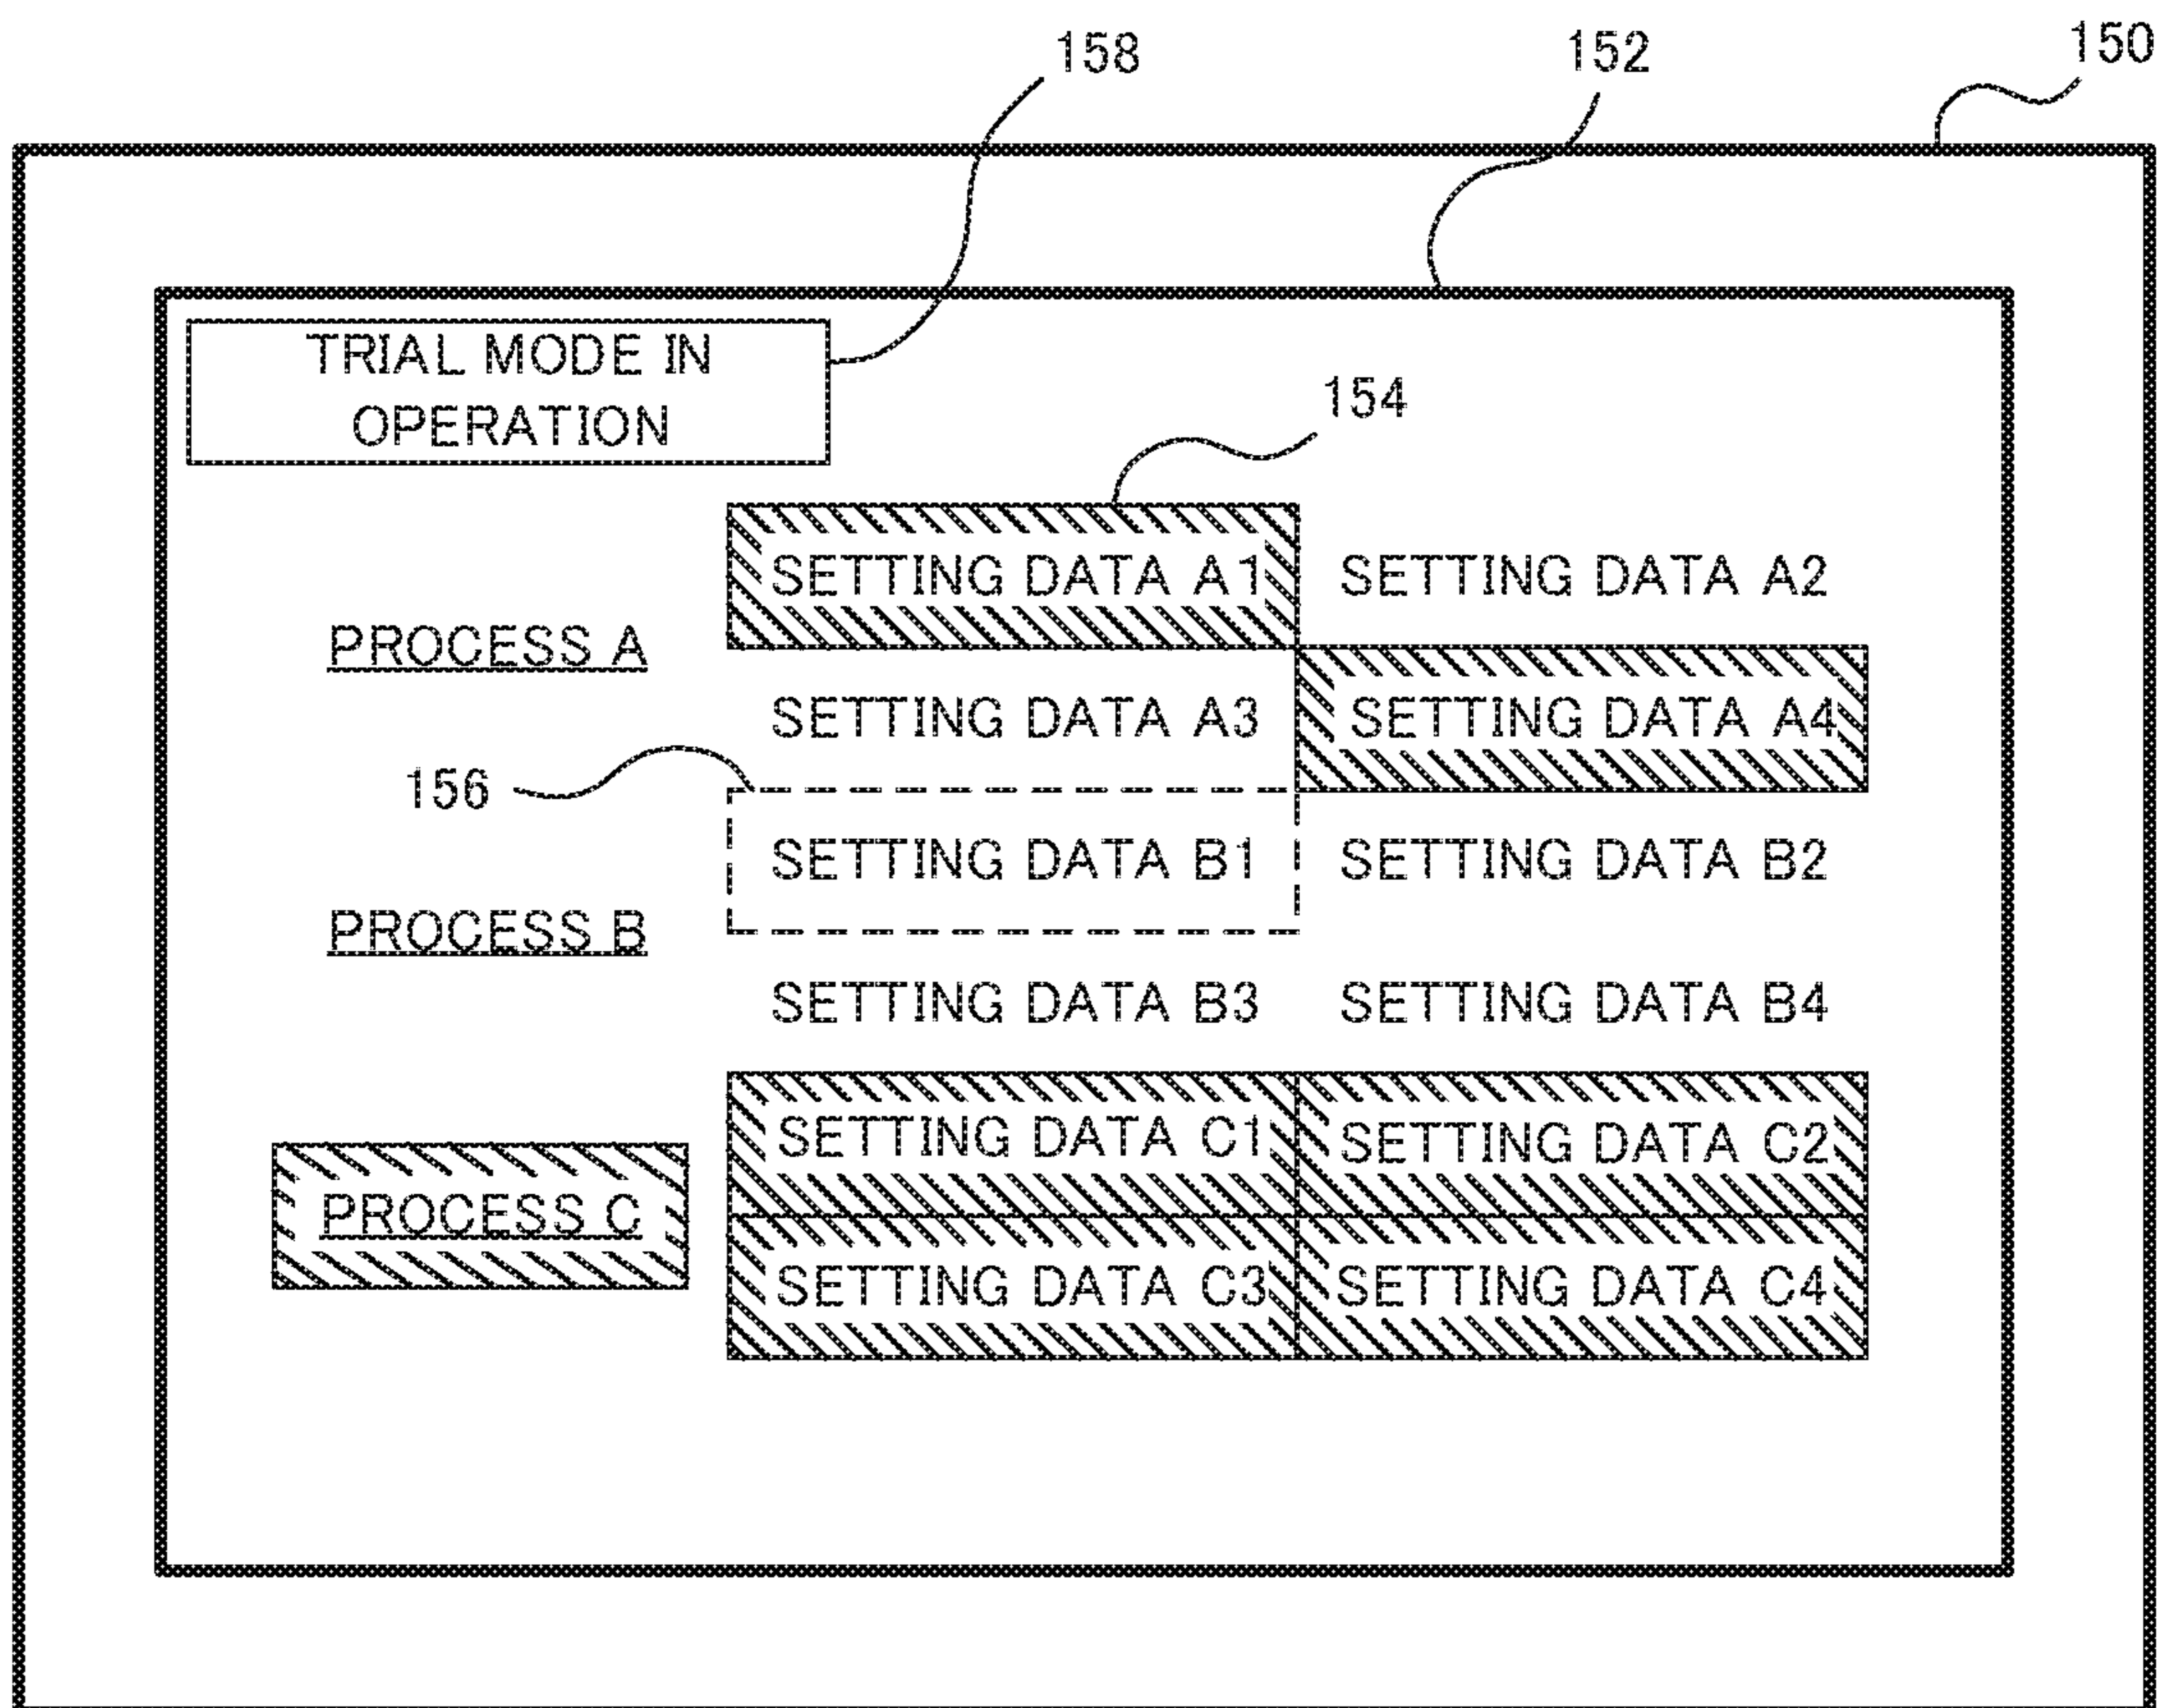 158
152
150
TRIAL MODE IN
OPERATION
154
SETTING DATA A1
SETTING DATA A2
PROCESS A
SETTING DATA A3
SETTING DATA A4
156
SETTING DATA B1
SETTING DATA B2
PROCESS B
SETTING DATA B3
SETTING DATA B4
SETTING DATA C1
SETTING DATA C2
PROCESS C
SETTING DATA C3
SETTING DATA C4